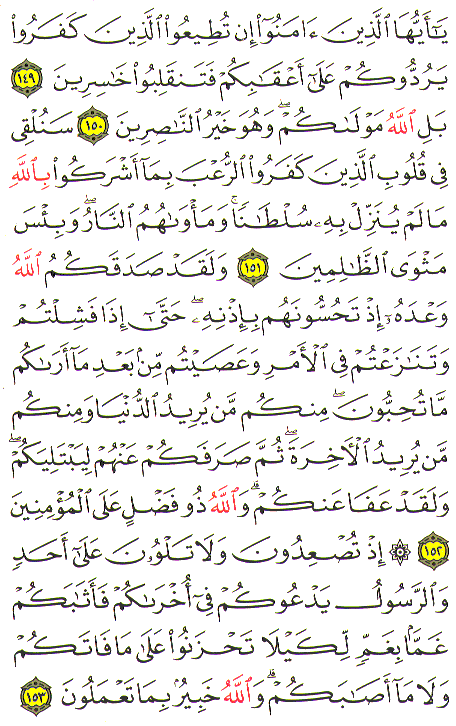 يَـٰٓأَيُّهَا ٱلَّذِينَ ءَامَنُوٓا۟ إِن تُطِيعُوا۟ ٱلَّذِينَ كَفَرُوا۟
يَرُدُّوكُمْ عَلَىٰٓ أَعْقَـٰبِكُمْ فَتَنقَلِبُوا۟ خَـٰسِرِينَ ١٤٩
بَلِ ٱللَّهُ مَوْلَىٰكُمْ ۖ وَهُوَ خَيْرُ ٱلنَّـٰصِرِينَ ١٥٠ سَنُلْقِى
فِى قُلُوبِ ٱلَّذِينَ كَفَرُوا۟ ٱلرُّعْبَ بِمَآ أَشْرَكُوا۟ بِٱللَّهِ
مَا لَمْ يُنَزِّلْ بِهِۦ سُلْطَـٰنًا ۖ وَمَأْوَىٰهُمُ ٱلنَّارُ ۚ وَبِئْسَ
مَثْوَى ٱلظَّـٰلِمِينَ ١٥١ وَلَقَدْ صَدَقَكُمُ ٱللَّهُ
وَعْدَهُۥٓ إِذْ تَحُسُّونَهُم بِإِذْنِهِۦ ۖ حَتَّىٰٓ إِذَا فَشِلْتُمْ
وَتَنَـٰزَعْتُمْ فِى ٱلْأَمْرِ وَعَصَيْتُم مِّنۢ بَعْدِ مَآ أَرَىٰكُم
مَّا تُحِبُّونَ ۚ مِنكُم مَّن يُرِيدُ ٱلدُّنْيَا وَمِنكُم
مَّن يُرِيدُ ٱلْـَٔاخِرَةَ ۚ ثُمَّ صَرَفَكُمْ عَنْهُمْ لِيَبْتَلِيَكُمْ ۖ
وَلَقَدْ عَفَا عَنكُمْ ۗ وَٱللَّهُ ذُو فَضْلٍ عَلَى ٱلْمُؤْمِنِينَ
١٥٢ ۞ إِذْ تُصْعِدُونَ وَلَا تَلْوُۥنَ عَلَىٰٓ أَحَدٍ
وَٱلرَّسُولُ يَدْعُوكُمْ فِىٓ أُخْرَىٰكُمْ فَأَثَـٰبَكُمْ
غَمًّۢا بِغَمٍّ لِّكَيْلَا تَحْزَنُوا۟ عَلَىٰ مَا فَاتَكُمْ
وَلَا مَآ أَصَـٰبَكُمْ ۗ وَٱللَّهُ خَبِيرٌۢ بِمَا تَعْمَلُونَ ١٥٣